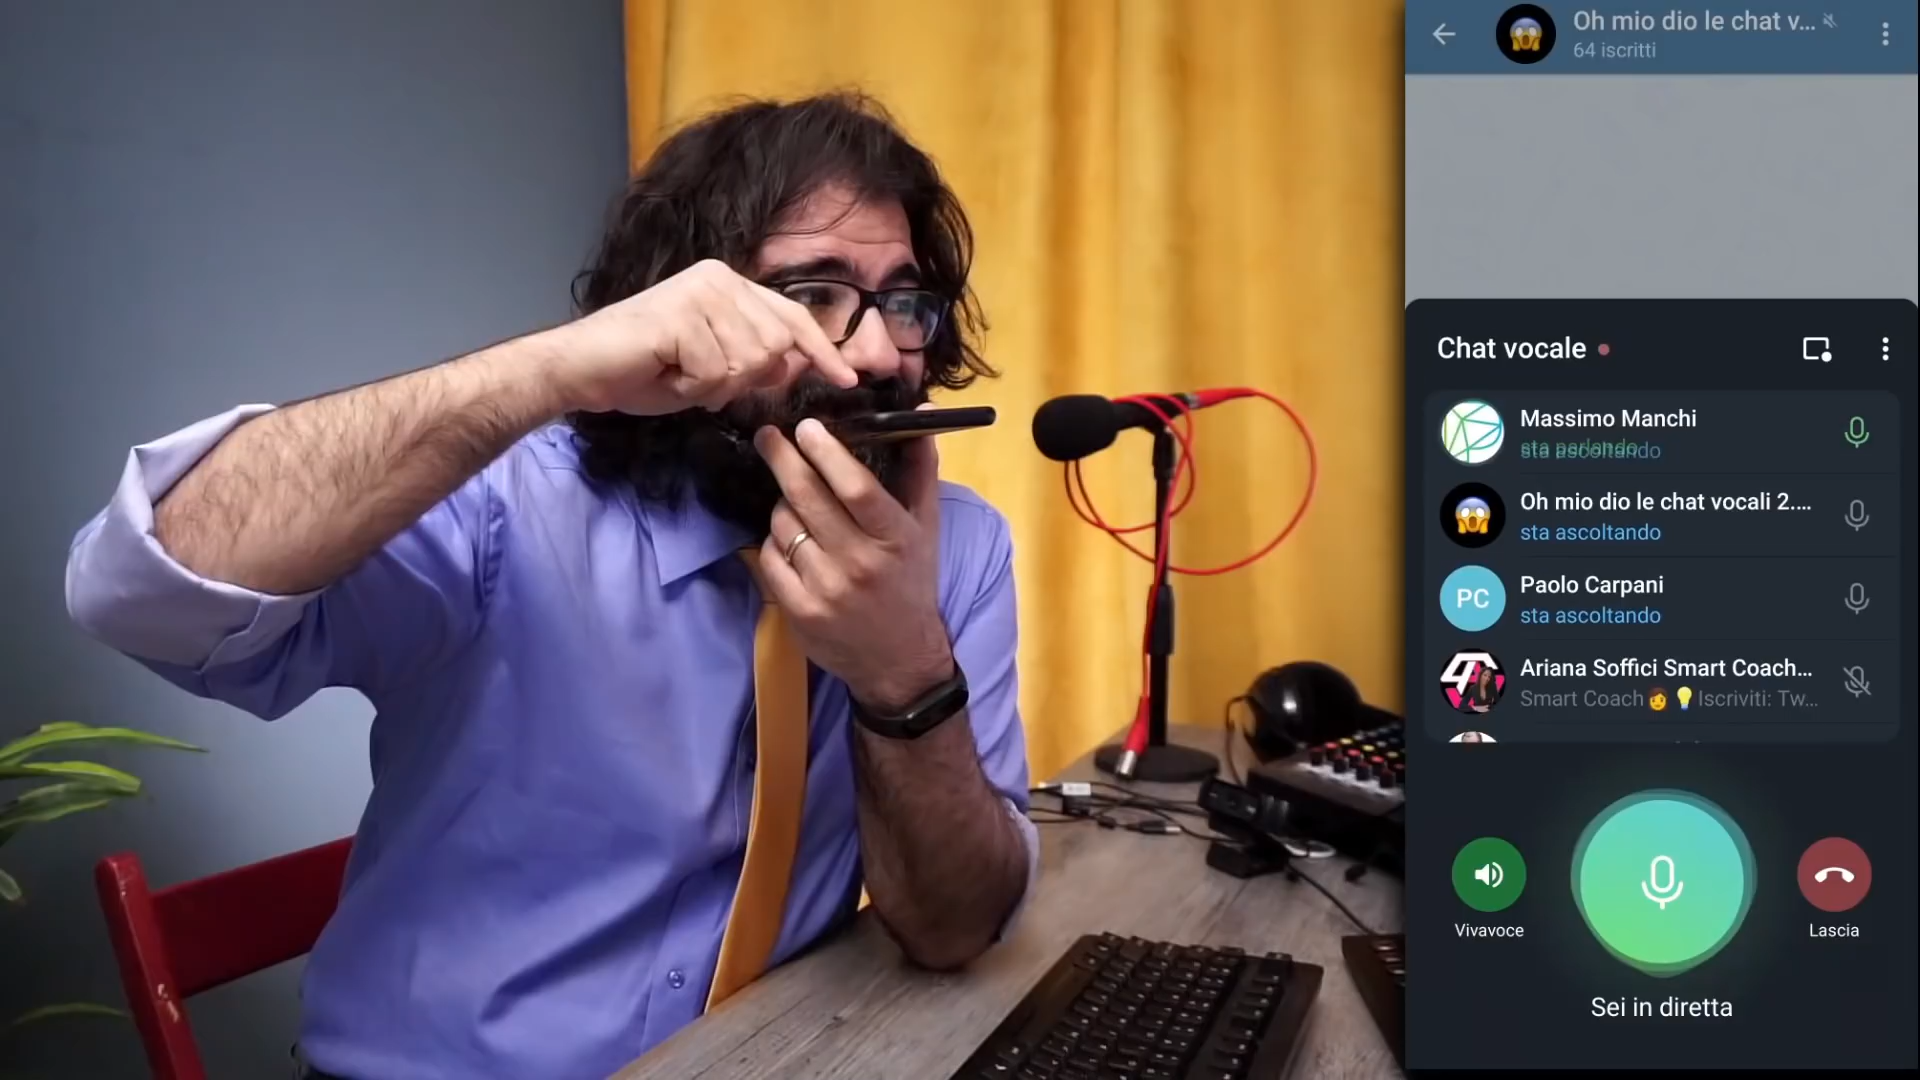 Oh mio dio le chat v...
64 iscritti
Chat vocale
Massimo Manchi
sta ascoltando
Oh mio dio le chat vocali 2....
sta ascoltando
PC
Paolo Carpani
sta ascoltando
Ariana Soffici Smart Coach...
Smart Coach👩💡Iscriviti: Tw...
Vivavoce
Lascia
Sei in diretta